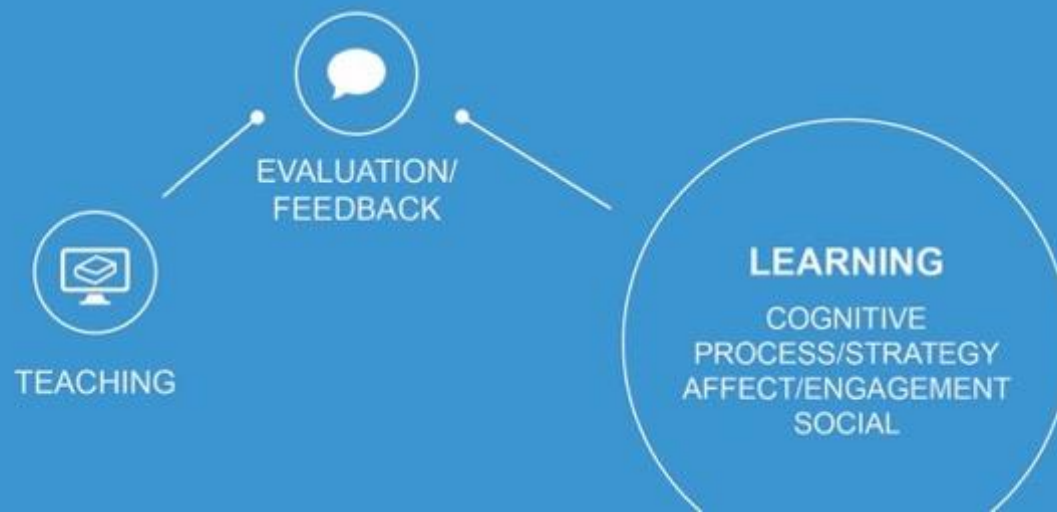 EVALUATION/
FEEDBACK
TEACHING
LEARNING
COGNITIVE
PROCESS/STRATEGY
AFFECT/ENGAGEMENT
SOCIAL